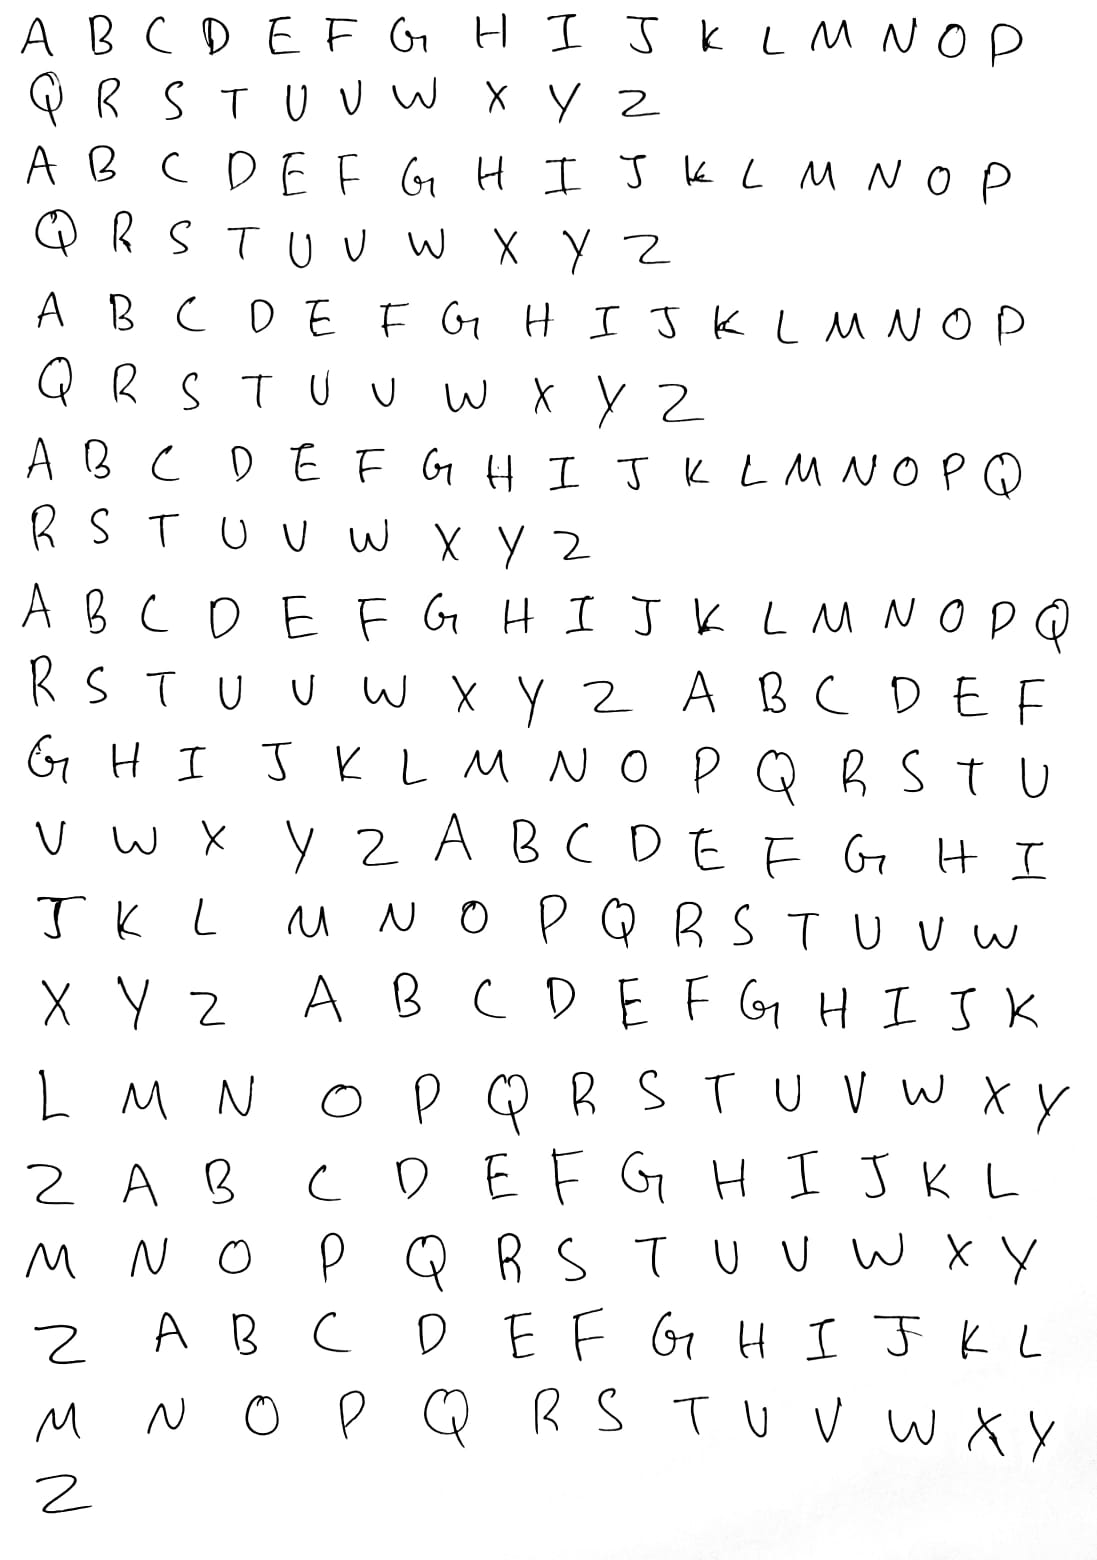 A B C D E F G H I J K L M N O P
Q R S T U V W X Y Z
A B C D E F G H I J K L M N O P
Q R S T U V W X Y Z
A B C D E F G H I J K L M N O P
Q R S T U V W X Y Z
A B C D E F G H I J K L M N O P Q
R S T U V W X Y Z
A B C D E F G H I J K L M N O P Q
R S T U V W X Y Z A B C D E F
G H I J K L M N O P Q R S T U
V W X Y Z A B C D E F G H I
J K L M N O P Q R S T U V W
X Y Z A B C D E F G H I J K
L M N O P Q R S T U V W X Y
Z A B C D E F G H I J K L
M N O P Q R S T U V W X Y
Z A B C D E F G H I J K L
M N O P Q R S T U V W X Y
Z